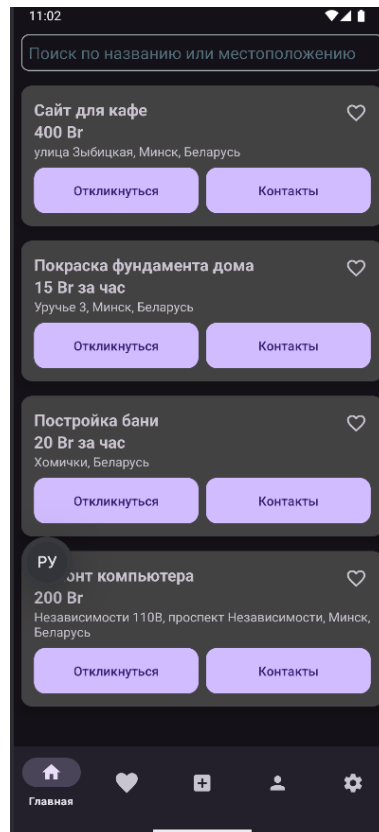 11:02
Поиск по названию или местоположению
Сайт для кафе
400 Br
улица Зыбицкая, Минск, Беларусь
Откликнуться
Контакты
Покраска фундамента дома
15 Br за час
Уручье 3, Минск, Беларусь
Откликнуться
Контакты
Постройка бани
20 Br за час
Хомички, Беларусь
Откликнуться
Контакты
РУ
компьютера
200 Br
Независимости 110В, проспект Независимости, Минск,
Беларусь
Откликнуться
Контакты
Главная